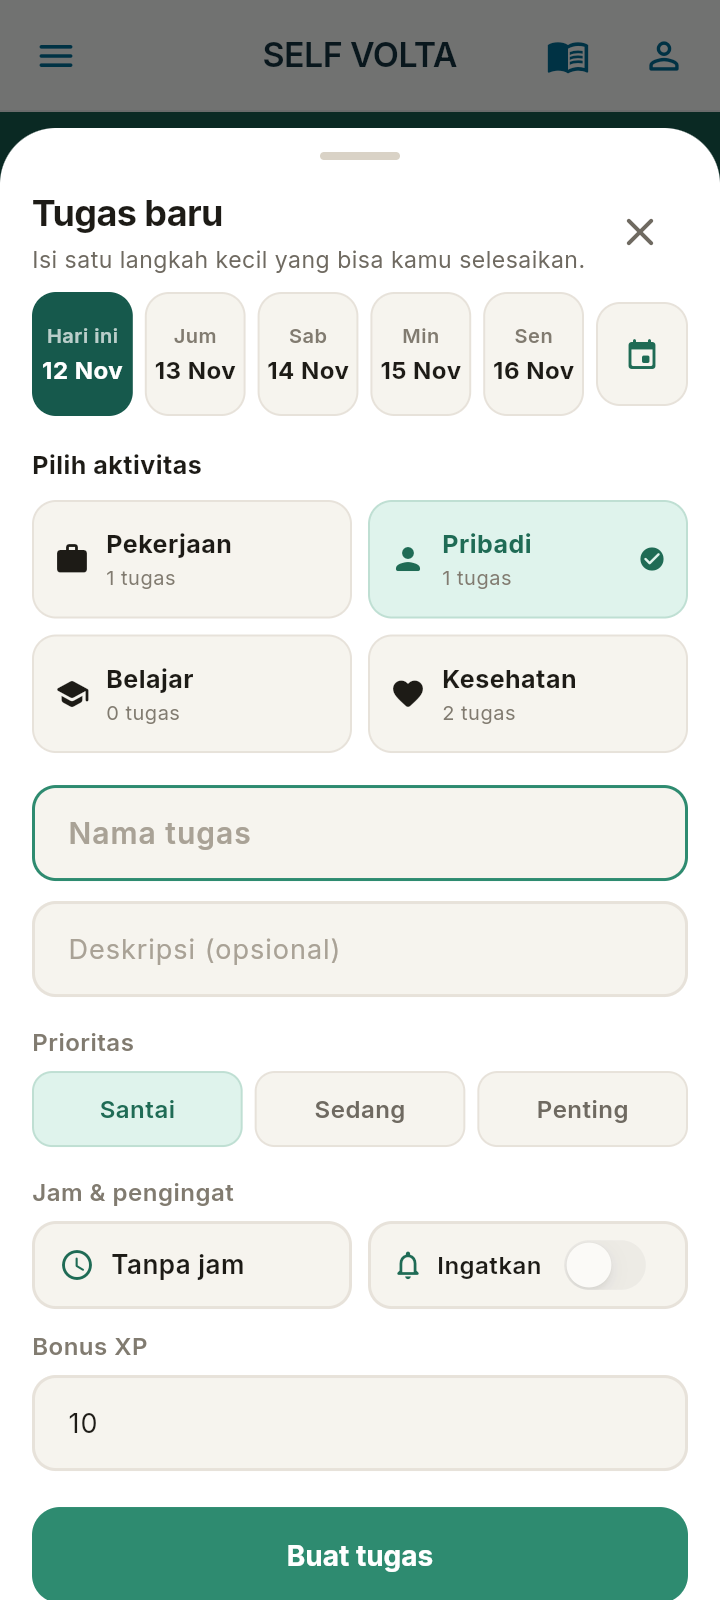 SELF VOLTA
Tugas baru
Isi satu langkah kecil yang bisa kamu selesaikan.
Hari ini
12 Nov
Jum
13 Nov
Sab
14 Nov
Min
15 Nov
Sen
16 Nov
Pilih aktivitas
Pekerjaan
1 tugas
Pribadi
1 tugas
Belajar
0 tugas
Kesehatan
2 tugas
Nama tugas
Deskripsi (opsional)
Prioritas
Santai
Sedang
Penting
Jam & pengingat
Tanpa jam
Ingatkan
Bonus XP
10
Buat tugas